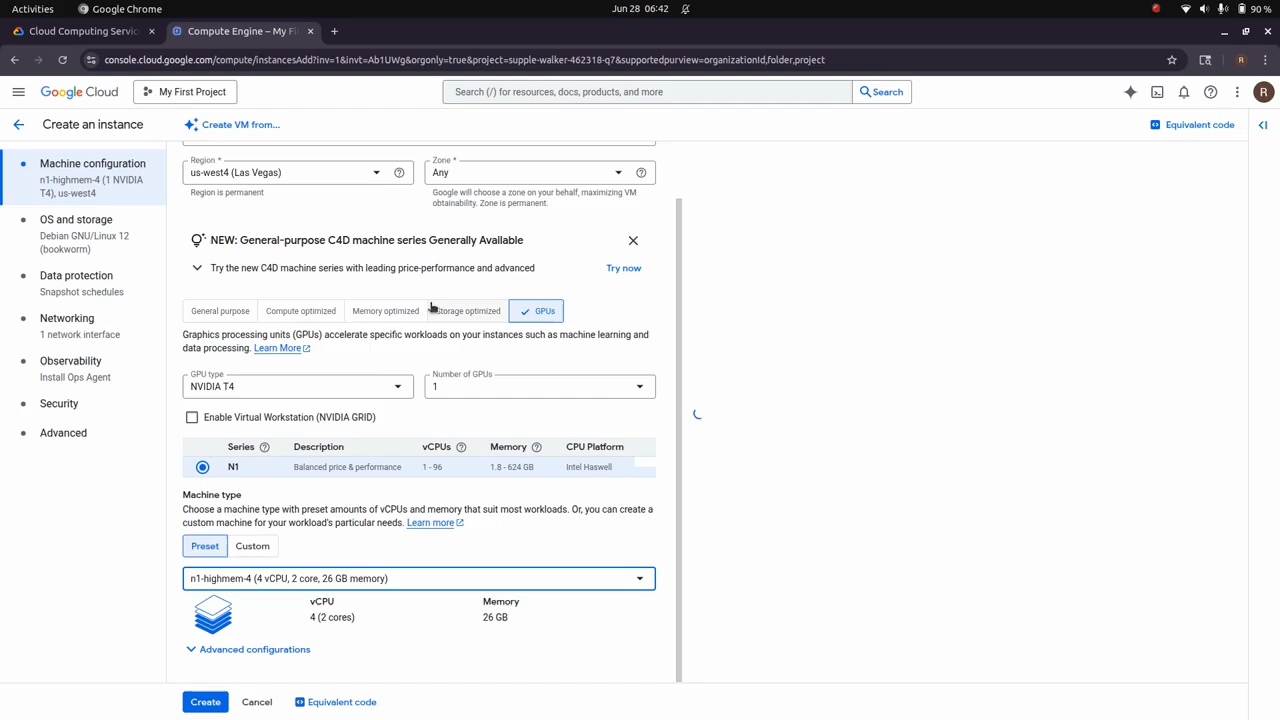 Activities
Google Chrome
Jun 28 06:42
90 %
Cloud Computing Servic
Compute Engine – My Fi
console.cloud.google.com/compute/instancesAdd?inv=1&invt=Ab1UWg&orgonly=true&project=supple-walker-462318-q7&supportedpurview=organizationId,folder,project
R
Google Cloud
My First Project
Search (/) for resources, docs, products, and more
Search
R
Create an instance
Create VM from...
Equivalent code
Machine configuration
n1-highmem-4 (1 NVIDIA
T4), us-west4
OS and storage
Debian GNU/Linux 12
(bookworm)
Data protection
Snapshot schedules
Networking
1 network interface
Observability
Install Ops Agent
Security
Advanced
Region *
us-west4 (Las Vegas)
Region is permanent
Zone *
Any
Google will choose a zone on your behalf, maximizing VM
obtainability. Zone is permanent.
NEW: General-purpose C4D machine series Generally Available
Try the new C4D machine series with leading price-performance and advanced
Try now
General purpose
Compute optimized
Memory optimized
Storage optimized
GPUs
Graphics processing units (GPUs) accelerate specific workloads on your instances such as machine learning and
data processing. Learn More
GPU type
NVIDIA T4
Number of GPUs
1
Enable Virtual Workstation (NVIDIA GRID)
Series Description vCPUs Memory CPU Platform
N1 Balanced price & performance 1 - 96 1.8 - 624 GB Intel Haswell
Machine type
Choose a machine type with preset amounts of vCPUs and memory that suit most workloads. Or, you can create a
custom machine for your workload's particular needs. Learn more
Preset
Custom
n1-highmem-4 (4 vCPU, 2 core, 26 GB memory)
vCPU
4 (2 cores)
Memory
26 GB
Advanced configurations
Create
Cancel
Equivalent code